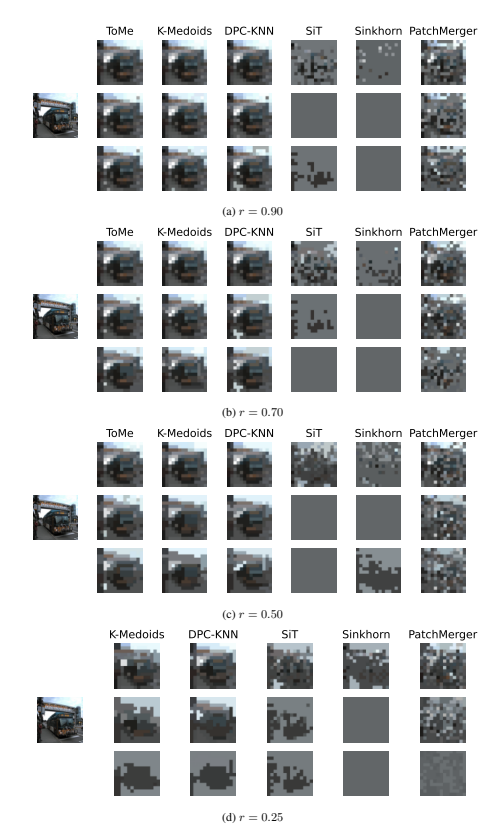 ToMe K-Medoids DPC-KNN SiT Sinkhorn PatchMerger
(a) r = 0.90
ToMe K-Medoids DPC-KNN SiT Sinkhorn PatchMerger
(b) r = 0.70
ToMe K-Medoids DPC-KNN SiT Sinkhorn PatchMerger
(c) r = 0.50
K-Medoids DPC-KNN SiT Sinkhorn PatchMerger
(d) r = 0.25